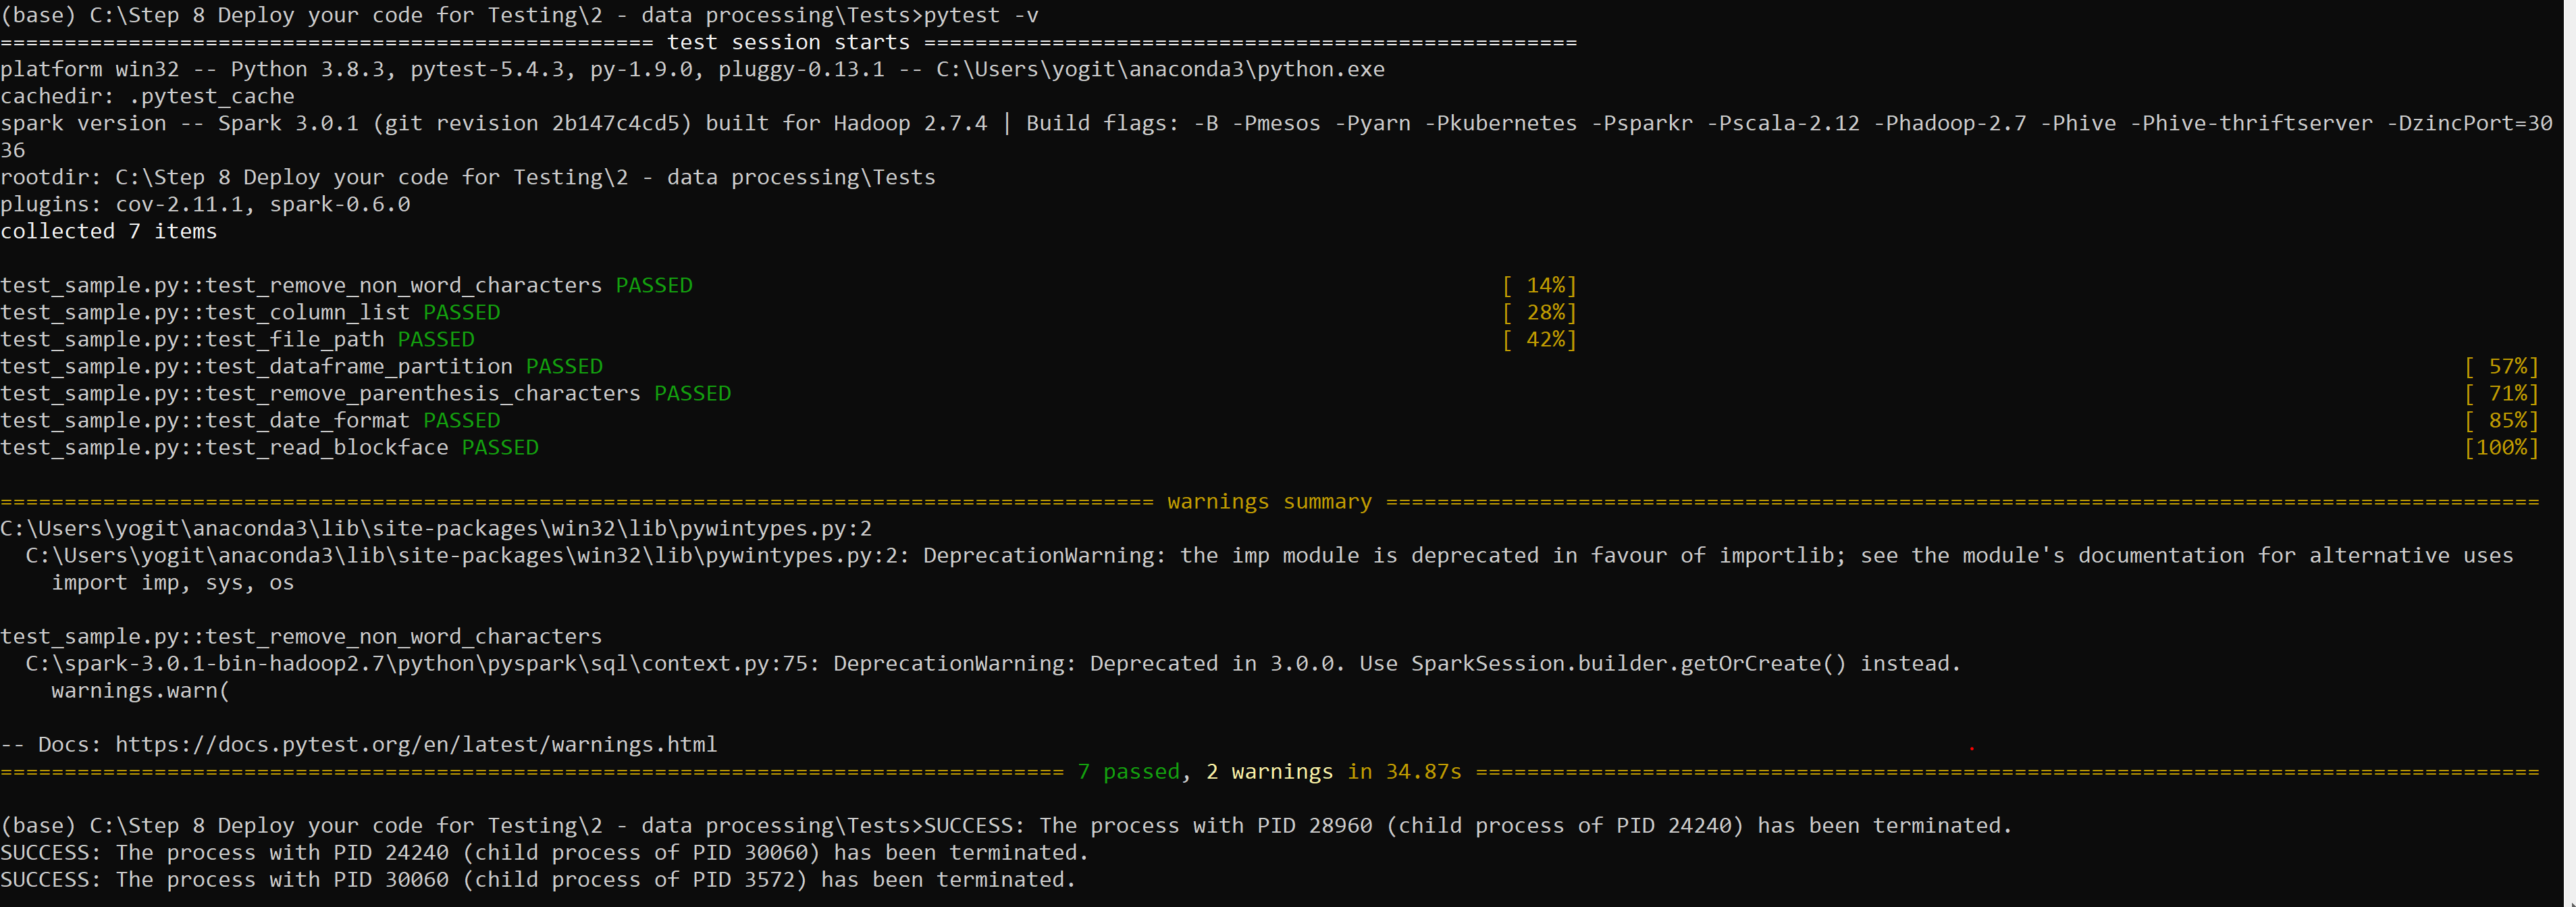 (base) C:\Step 8 Deploy your code for Testing\2 - data processing\Tests>pytest -v
=================================================== test session starts ===================================================
platform win32 -- Python 3.8.3, pytest-5.4.3, py-1.9.0, pluggy-0.13.1 -- C:\Users\yogit\anaconda3\python.exe
cachedir: .pytest_cache
spark version -- Spark 3.0.1 (git revision 2b147c4cd5) built for Hadoop 2.7.4 | Build flags: -B -Pmesos -Pyarn -Pkubernetes -Psparkr -Pscala-2.12 -Phadoop-2.7 -Phive -Phive-thriftserver -DzincPort=30
36
rootdir: C:\Step 8 Deploy your code for Testing\2 - data processing\Tests
plugins: cov-2.11.1, spark-0.6.0
collected 7 items

test_sample.py::test_remove_non_word_characters PASSED [ 14%]
test_sample.py::test_column_list PASSED [ 28%]
test_sample.py::test_file_path PASSED [ 42%]
test_sample.py::test_dataframe_partition PASSED [ 57%]
test_sample.py::test_remove_parenthesis_characters PASSED [ 71%]
test_sample.py::test_date_format PASSED [ 85%]
test_sample.py::test_read_blockface PASSED [100%]

========================================================================================== warnings summary ==========================================================================================
C:\Users\yogit\anaconda3\lib\site-packages\win32\lib\pywintypes.py:2
  C:\Users\yogit\anaconda3\lib\site-packages\win32\lib\pywintypes.py:2: DeprecationWarning: the imp module is deprecated in favour of importlib; see the module's documentation for alternative uses
    import imp, sys, os

test_sample.py::test_remove_non_word_characters
  C:\spark-3.0.1-bin-hadoop2.7\python\pyspark\sql\context.py:75: DeprecationWarning: Deprecated in 3.0.0. Use SparkSession.builder.getOrCreate() instead.
    warnings.warn(

-- Docs: https://docs.pytest.org/en/latest/warnings.html
=================================================================================== 7 passed, 2 warnings in 34.87s ===================================================================================

(base) C:\Step 8 Deploy your code for Testing\2 - data processing\Tests>SUCCESS: The process with PID 28960 (child process of PID 24240) has been terminated.
SUCCESS: The process with PID 24240 (child process of PID 30060) has been terminated.
SUCCESS: The process with PID 30060 (child process of PID 3572) has been terminated.